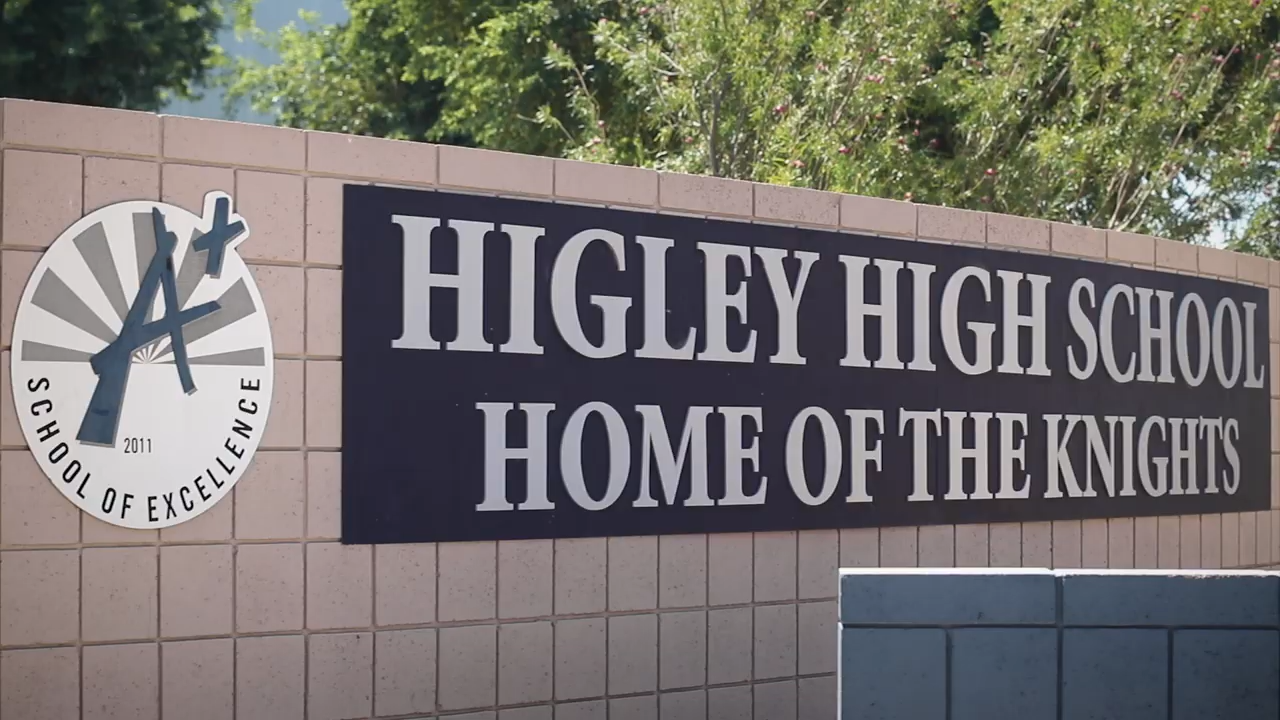 A+
2011
SCHOOL OF EXCELLENCE
HIGLEY HIGH SCHOOL
HOME OF THE KNIGHTS